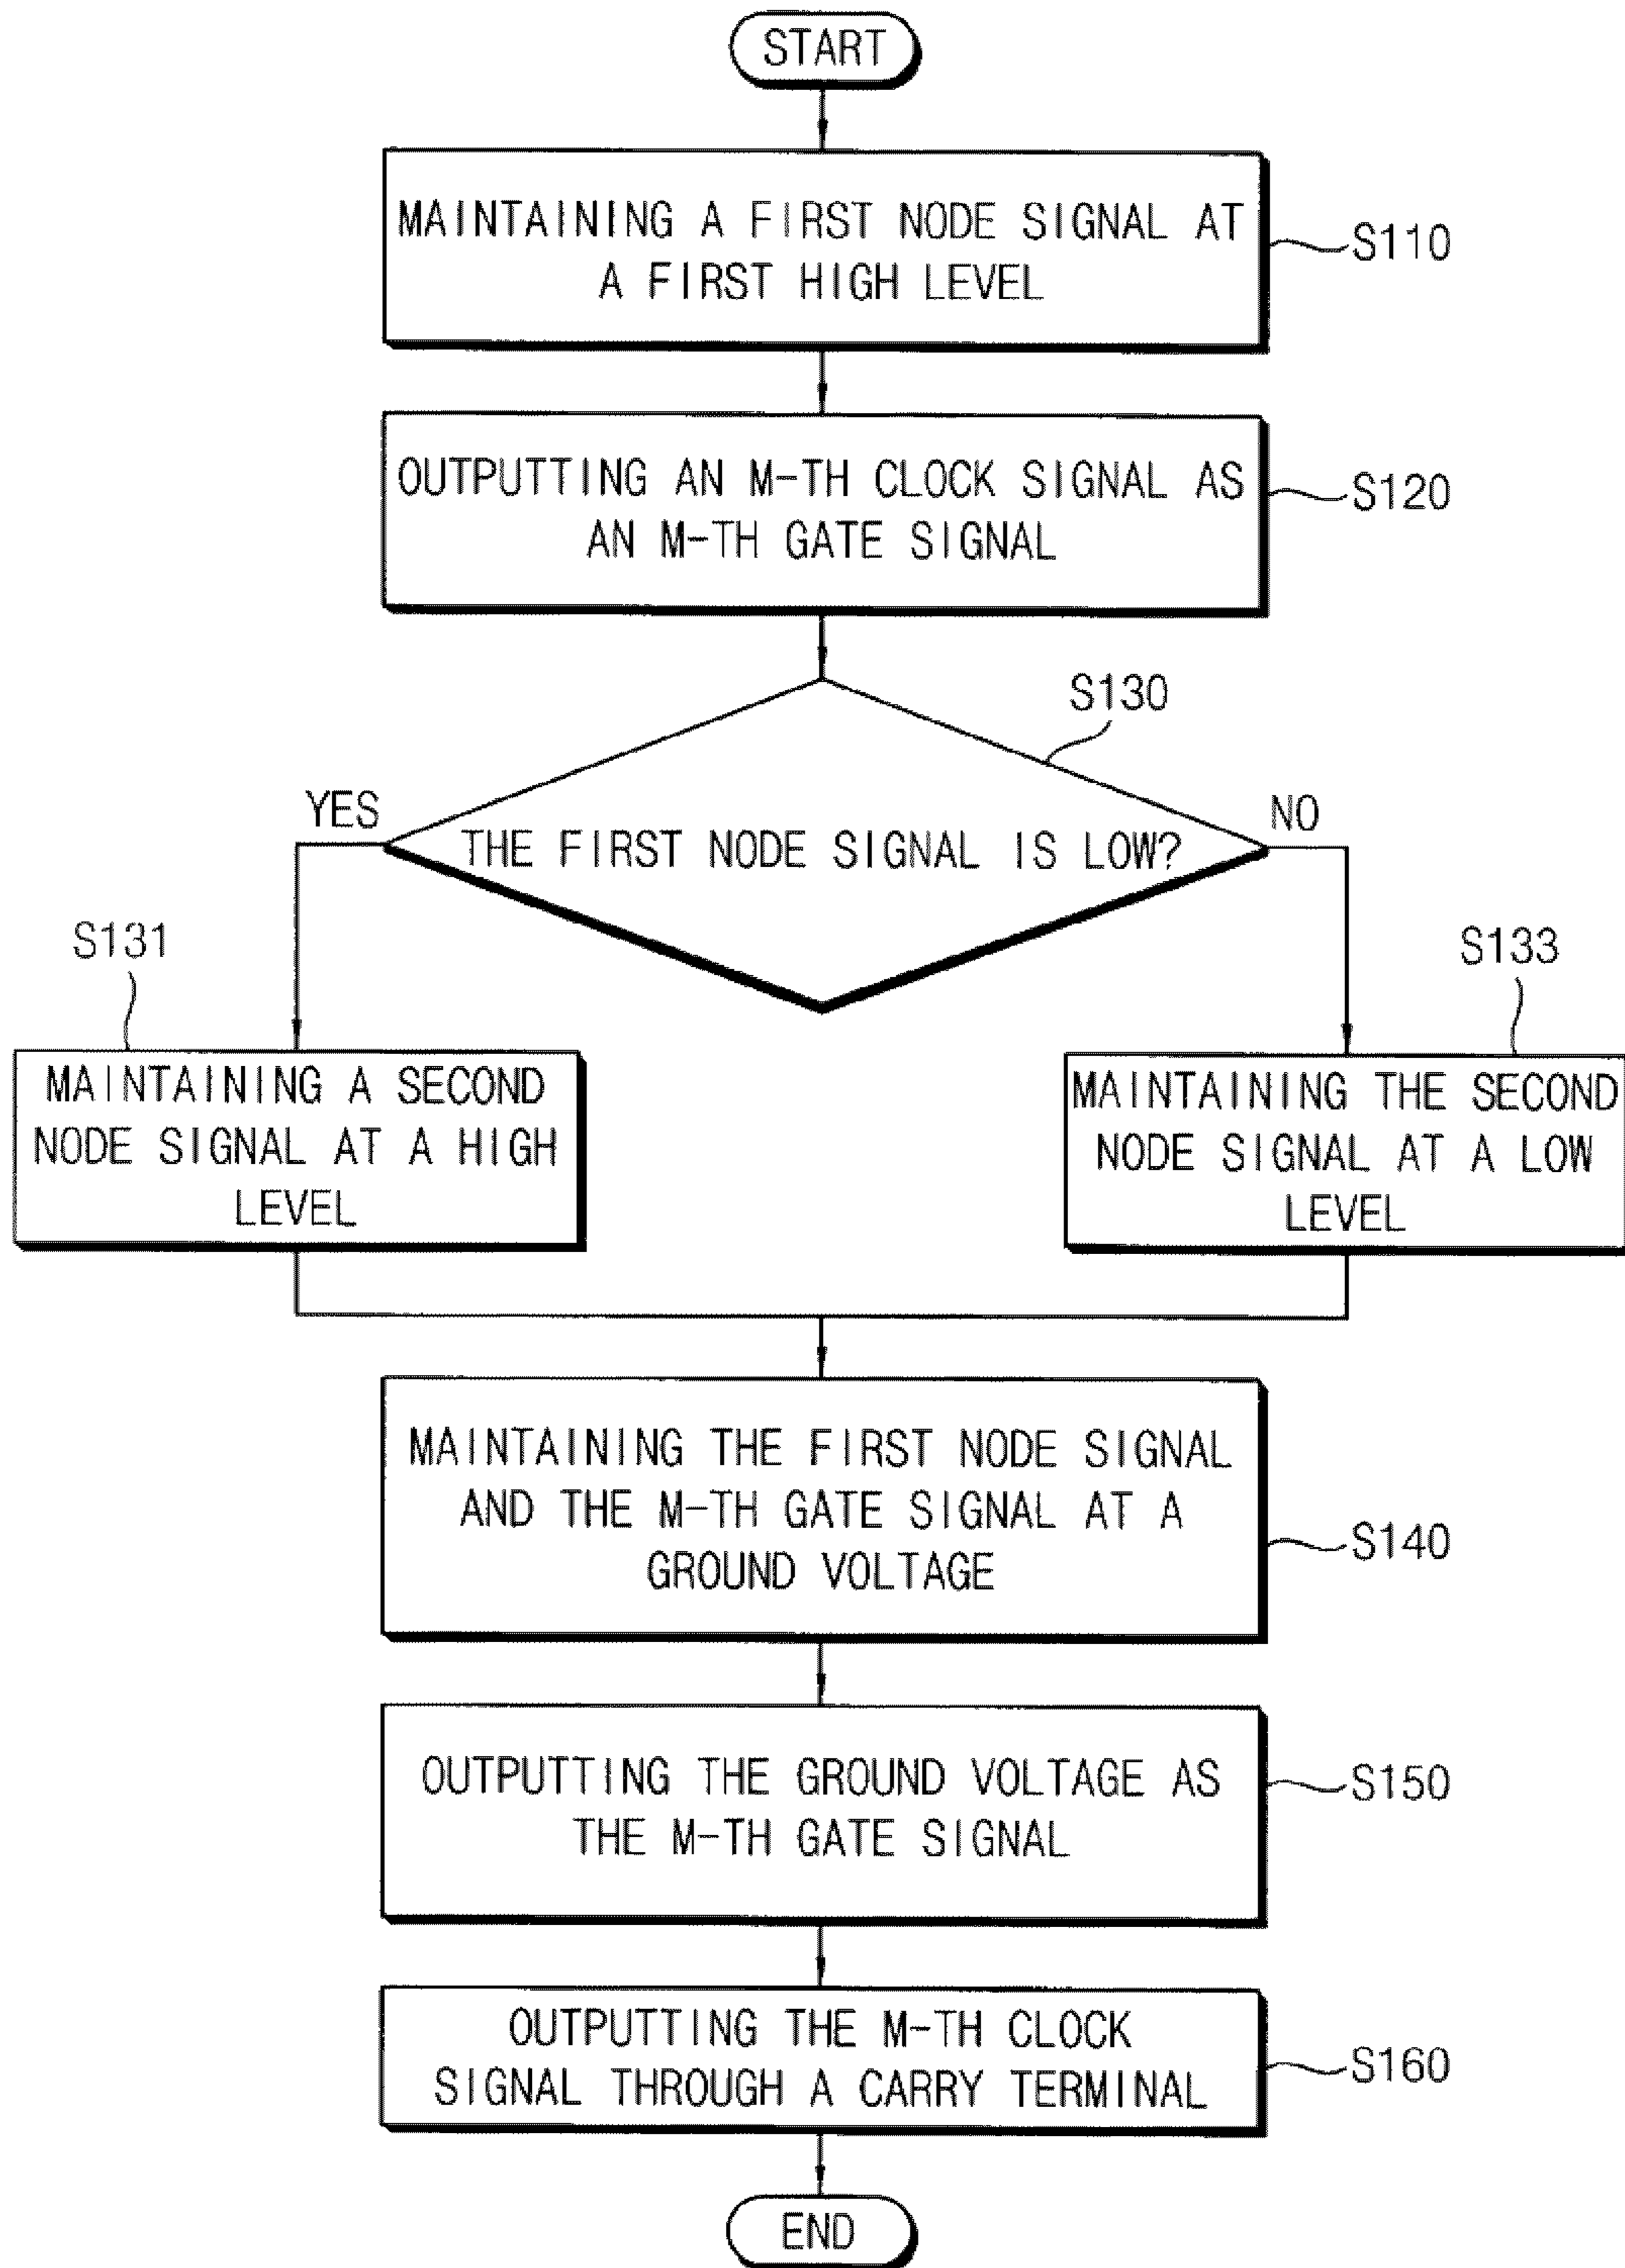 START
MAINTAINING A FIRST NODE SIGNAL AT
A FIRST HIGH LEVEL
S110
OUTPUTTING AN M-TH CLOCK SIGNAL AS
AN M-TH GATE SIGNAL
S120
S130
YES
NO
THE FIRST NODE SIGNAL IS LOW?
S131
S133
MAINTAINING A SECOND
NODE SIGNAL AT A HIGH
LEVEL
MAINTAINING THE SECOND
NODE SIGNAL AT A LOW
LEVEL
MAINTAINING THE FIRST NODE SIGNAL
AND THE M-TH GATE SIGNAL AT A
GROUND VOLTAGE
S140
OUTPUTTING THE GROUND VOLTAGE AS
THE M-TH GATE SIGNAL
S150
OUTPUTTING THE M-TH CLOCK
SIGNAL THROUGH A CARRY TERMINAL
S160
END